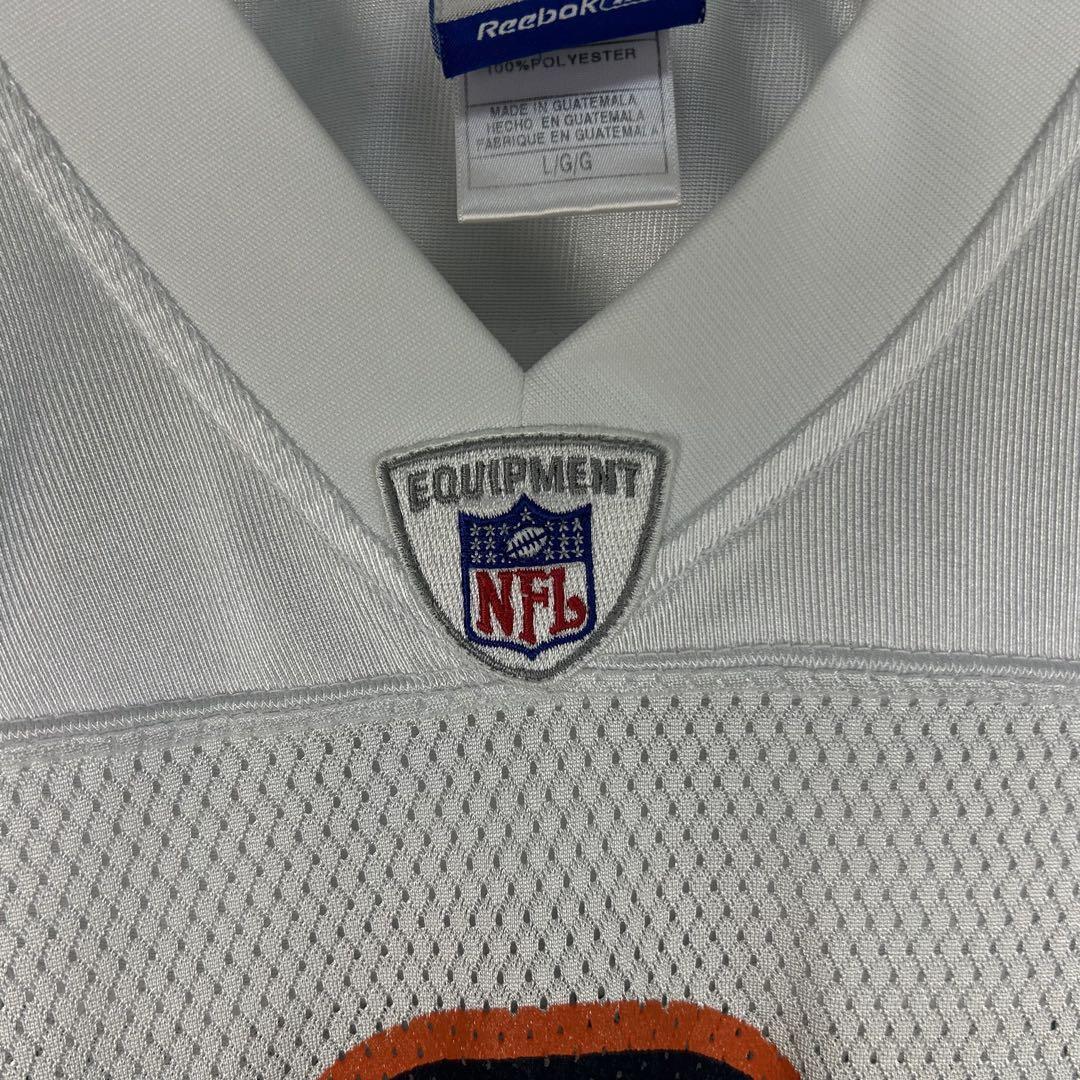 Reebok
100%POLYESTER
MADE IN GUATEMALA
HECHO EN GUATEMALA
FABRIQUE EN GUATEMALA
L/G/G
EQUIPMENT
NFL